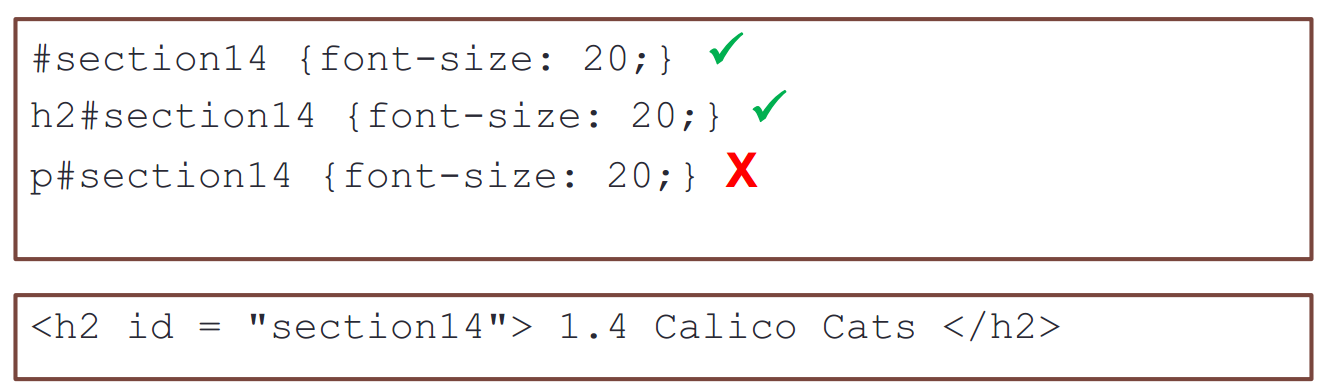 #section14 {font-size: 20;} ✓
h2#section14 {font-size: 20;} ✓
p#section14 {font-size: 20;} X
<h2 id = "section14"> 1.4 Calico Cats </h2>